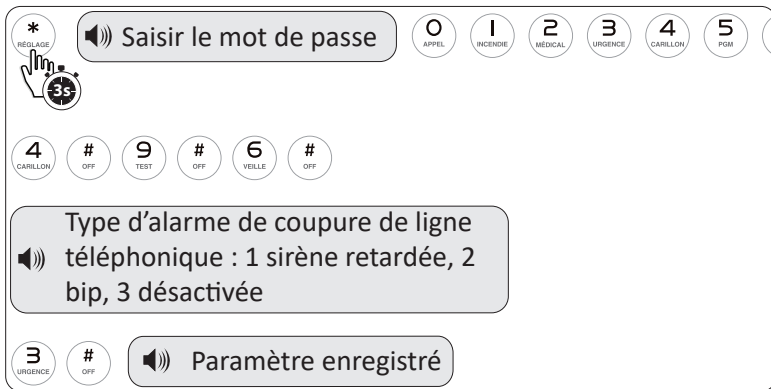 * RÉGLAGE Saisir le mot de passe 0 APPEL 1 INCENDIE 2 MÉDICAL 3 URGENCE 4 CARILLON 5 PGM
3s
4 CARILLON # OFF 9 TEST # OFF 6 VEILLE # OFF
Type d’alarme de coupure de ligne
téléphonique : 1 sirène retardée, 2
bip, 3 désactivée
3 URGENCE # OFF Paramètre enregistré